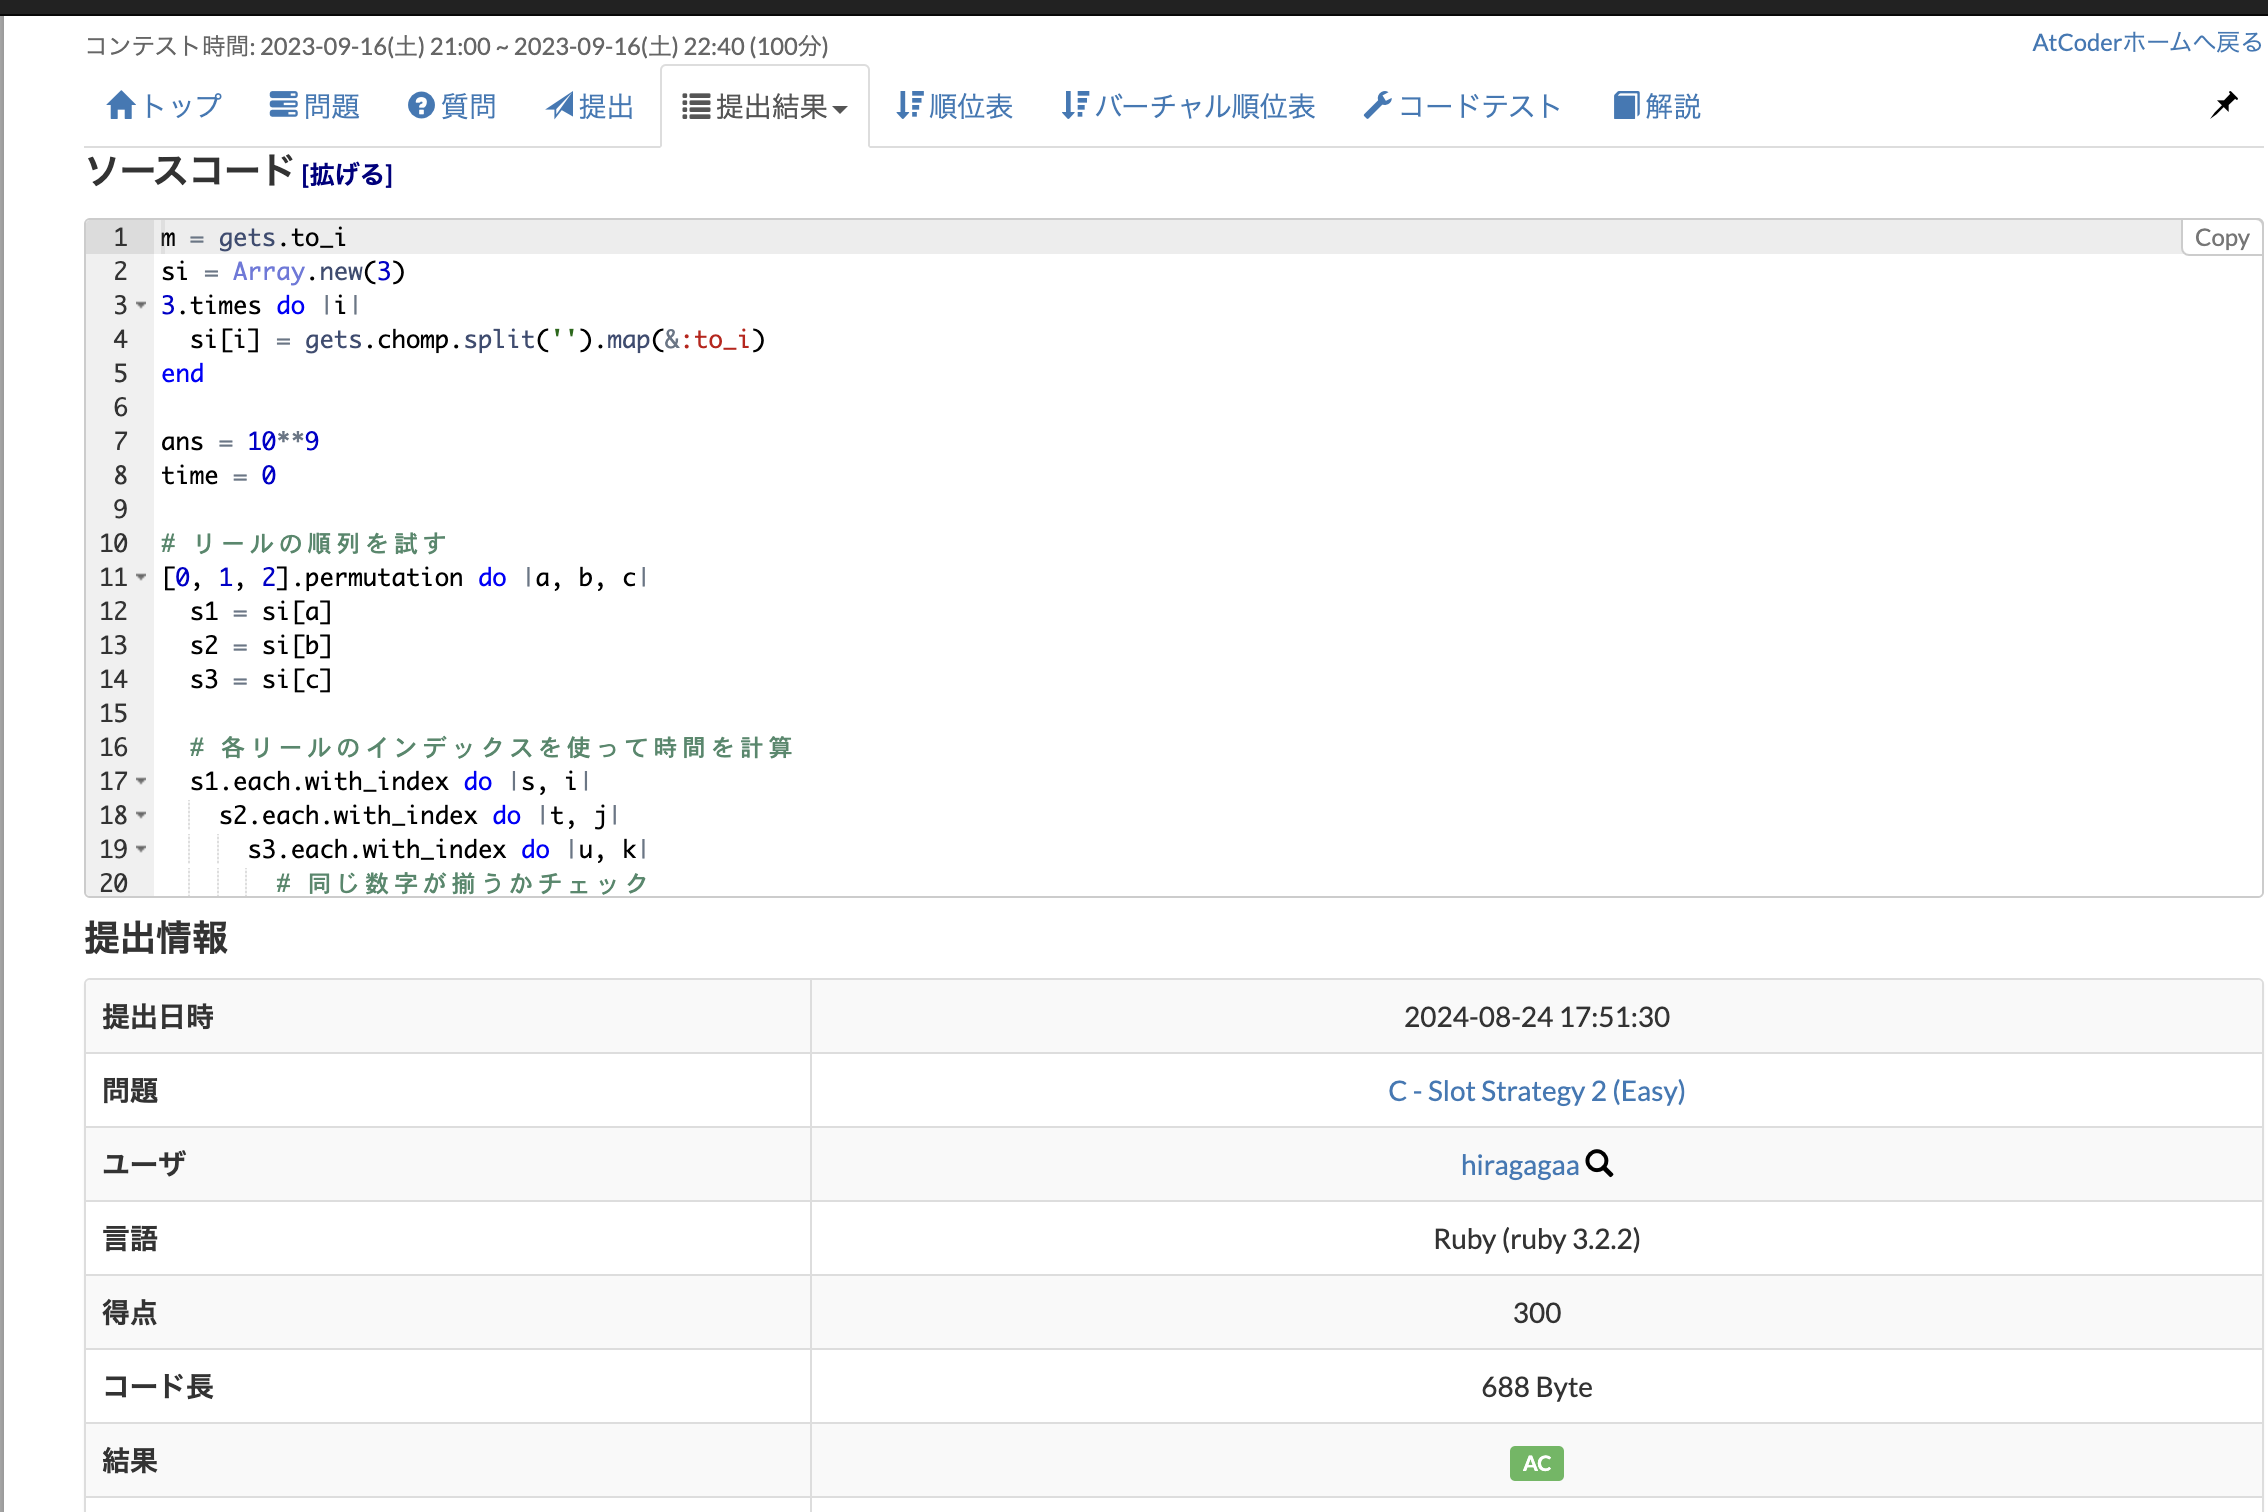 コンテスト時間: 2023-09-16(土) 21:00 ~ 2023-09-16(土) 22:40 (100分)
AtCoderホームへ戻る
トップ 問題 質問 提出 提出結果 順位表 バーチャル順位表 コードテスト 解説
ソースコード [拡げる]
Copy
1 m = gets.to_i
2 si = Array.new(3)
3 3.times do |i|
4   si[i] = gets.chomp.split('').map(&:to_i)
5 end
6
7 ans = 10**9
8 time = 0
9
10 # リールの順列を試す
11 [0, 1, 2].permutation do |a, b, c|
12   s1 = si[a]
13   s2 = si[b]
14   s3 = si[c]
15
16   # 各リールのインデックスを使って時間を計算
17   s1.each.with_index do |s, i|
18     s2.each.with_index do |t, j|
19       s3.each.with_index do |u, k|
20         # 同じ数字が揃うかチェック
提出情報
提出日時 2024-08-24 17:51:30
問題 C - Slot Strategy 2 (Easy)
ユーザ hiragagaa
言語 Ruby (ruby 3.2.2)
得点 300
コード長 688 Byte
結果 AC